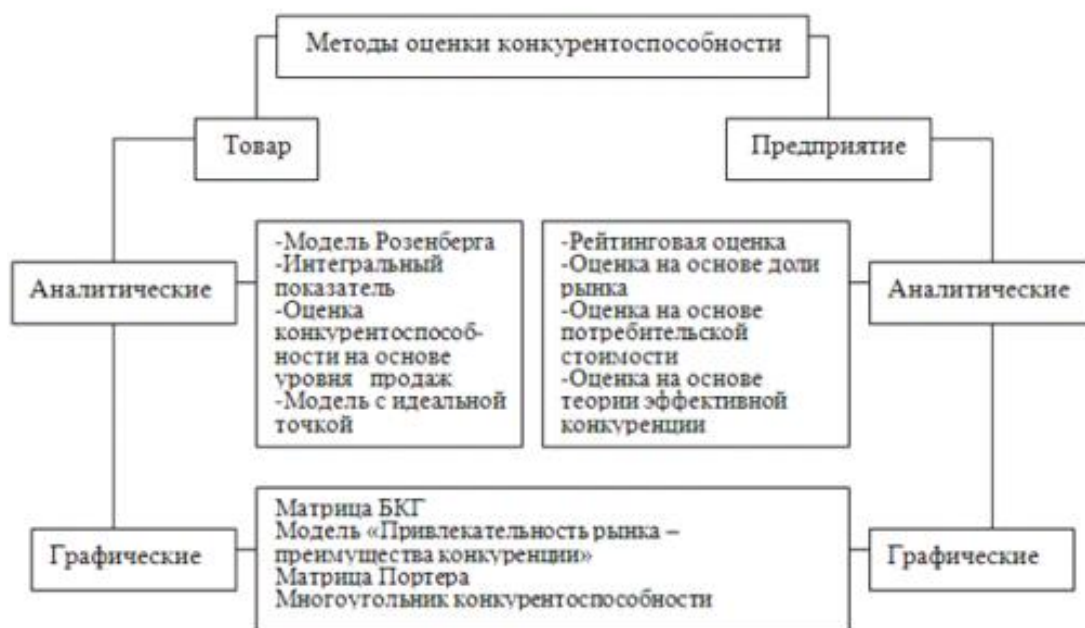 Методы оценки конкурентоспособности
Товар
Предприятие
Аналитические
-Модель Розенберга
-Интегральный
показатель
-Оценка
конкурентоспособ-
ности на основе
уровня продаж
-Модель с идеальной
точкой
-Рейтинговая оценка
-Оценка на основе доли
рынка
-Оценка на основе
потребительской
стоимости
-Оценка на основе
теории эффективной
конкуренции
Аналитические
Графические
Матрица БКГ
Модель «Привлекательность рынка –
преимущества конкуренции»
Матрица Портера
Многоугольник конкурентоспособности
Графические